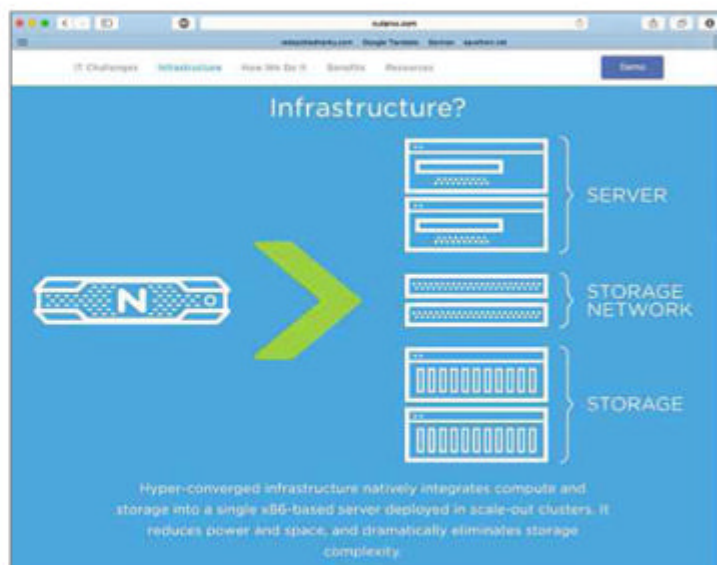 nutanix.com
Google Translate
IT Challenges Infrastructure How We Do It Benefits Resources Demo
Infrastructure?
SERVER
N
STORAGE
NETWORK
STORAGE
Hyper-converged infrastructure natively integrates compute and
storage into a single x86-based server deployed in scale-out clusters. It
reduces power and space, and dramatically eliminates storage
complexity.